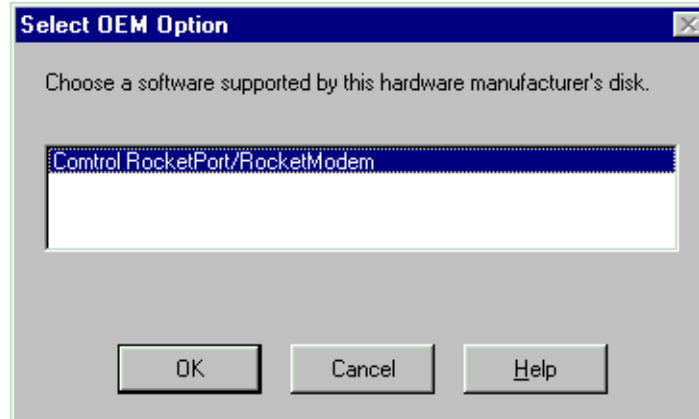 Select OEM Option
Choose a software supported by this hardware manufacturer's disk.
Comtrol RocketPort/RocketModem
OK
Cancel
Help